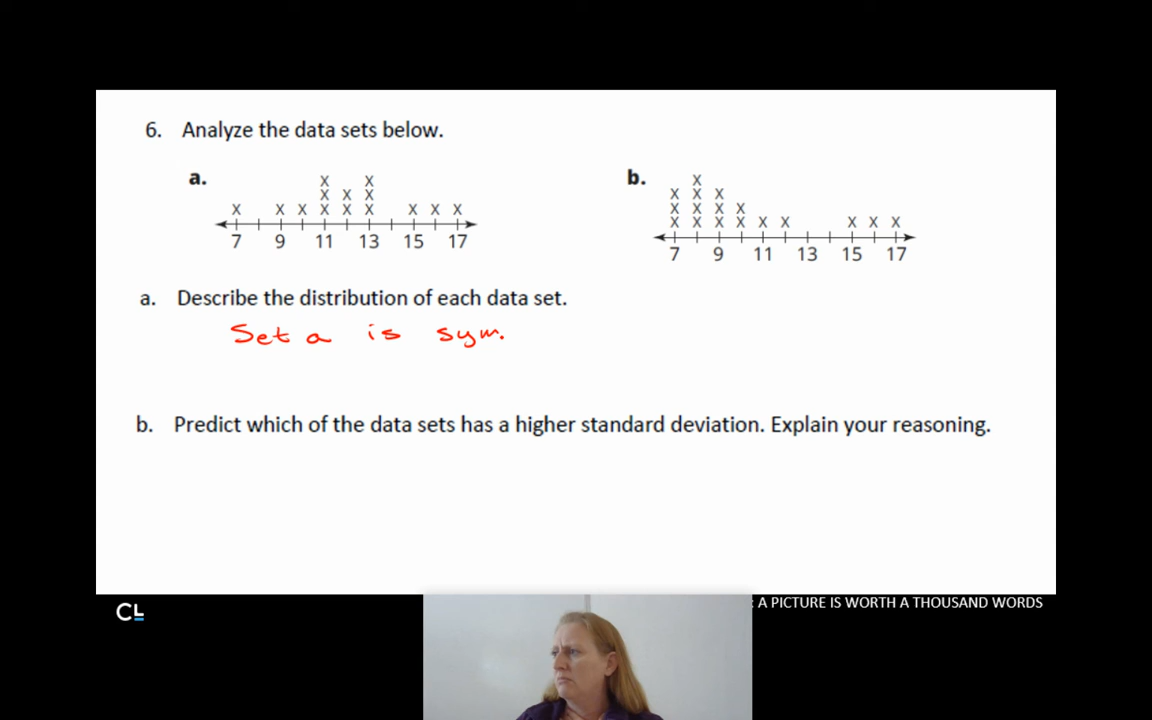 6. Analyze the data sets below.
a.
b.
X X
X X X
X X X X X X X X X
7 9 11 13 15 17
X
X X X
X X X X
X X X X X X X X X
7 9 11 13 15 17
a. Describe the distribution of each data set.
Set a is sym.
b. Predict which of the data sets has a higher standard deviation. Explain your reasoning.
CL
: A PICTURE IS WORTH A THOUSAND WORDS